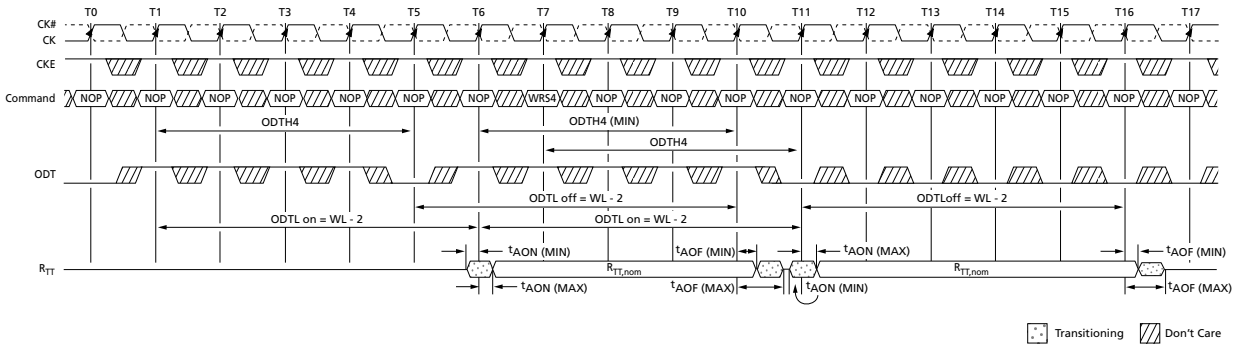 T0 T1 T2 T3 T4 T5 T6 T7 T8 T9 T10 T11 T12 T13 T14 T15 T16 T17
CK#
CK
CKE
Command NOP NOP NOP NOP NOP NOP NOP WRS4 NOP NOP NOP NOP NOP NOP NOP NOP NOP NOP
ODTH4 ODTH4 (MIN)
ODTH4
ODT
ODTL off = WL - 2 ODTLoff = WL - 2
ODTL on = WL - 2 ODTL on = WL - 2
tAON (MIN) tAOF (MIN) tAON (MAX) tAOF (MIN)
RTT RTT,nom RTT,nom
tAON (MAX) tAOF (MAX) tAON (MIN) tAOF (MAX)
Transitioning Don't Care